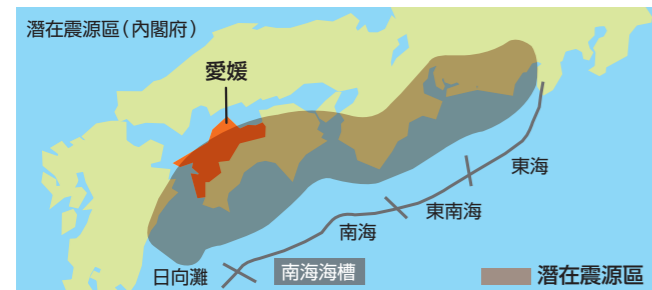 潛在震源區(內閣府)
愛媛
東海
東南海
南海
日向灘
南海海槽
潛在震源區